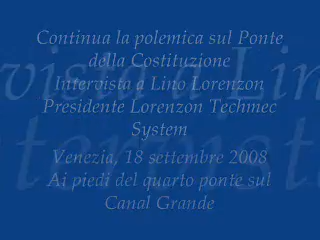 Continua la polemica sul Ponte
della Costituzione
Intervista a Lino Lorenzon
Presidente Lorenzon Techmec
System
Venezia, 18 settembre 2008
Ai piedi del quarto ponte sul
Canal Grande